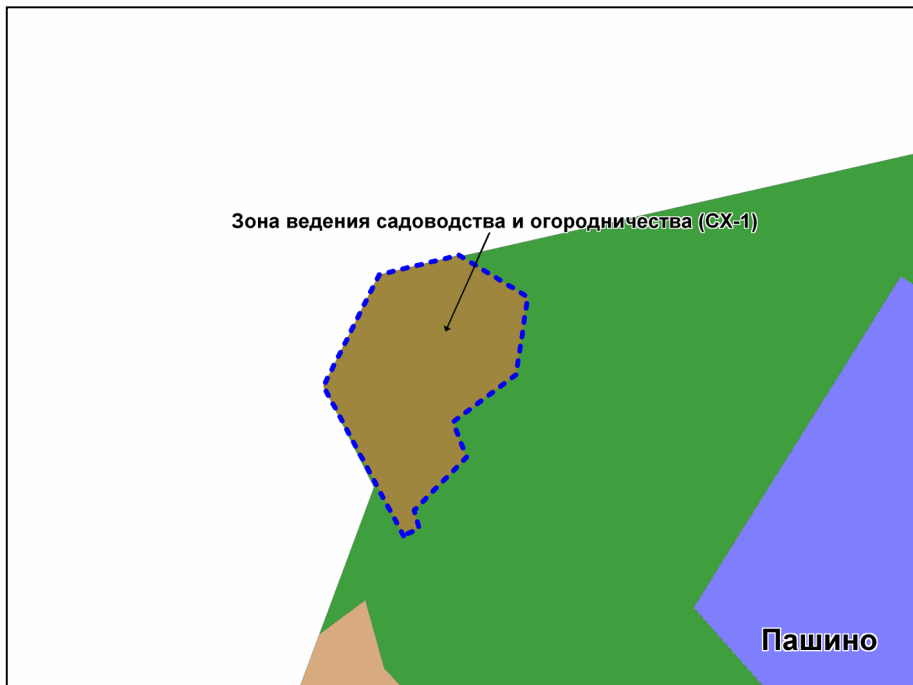 Зона ведения садоводства и огородничества (СХ-1)
Пашино